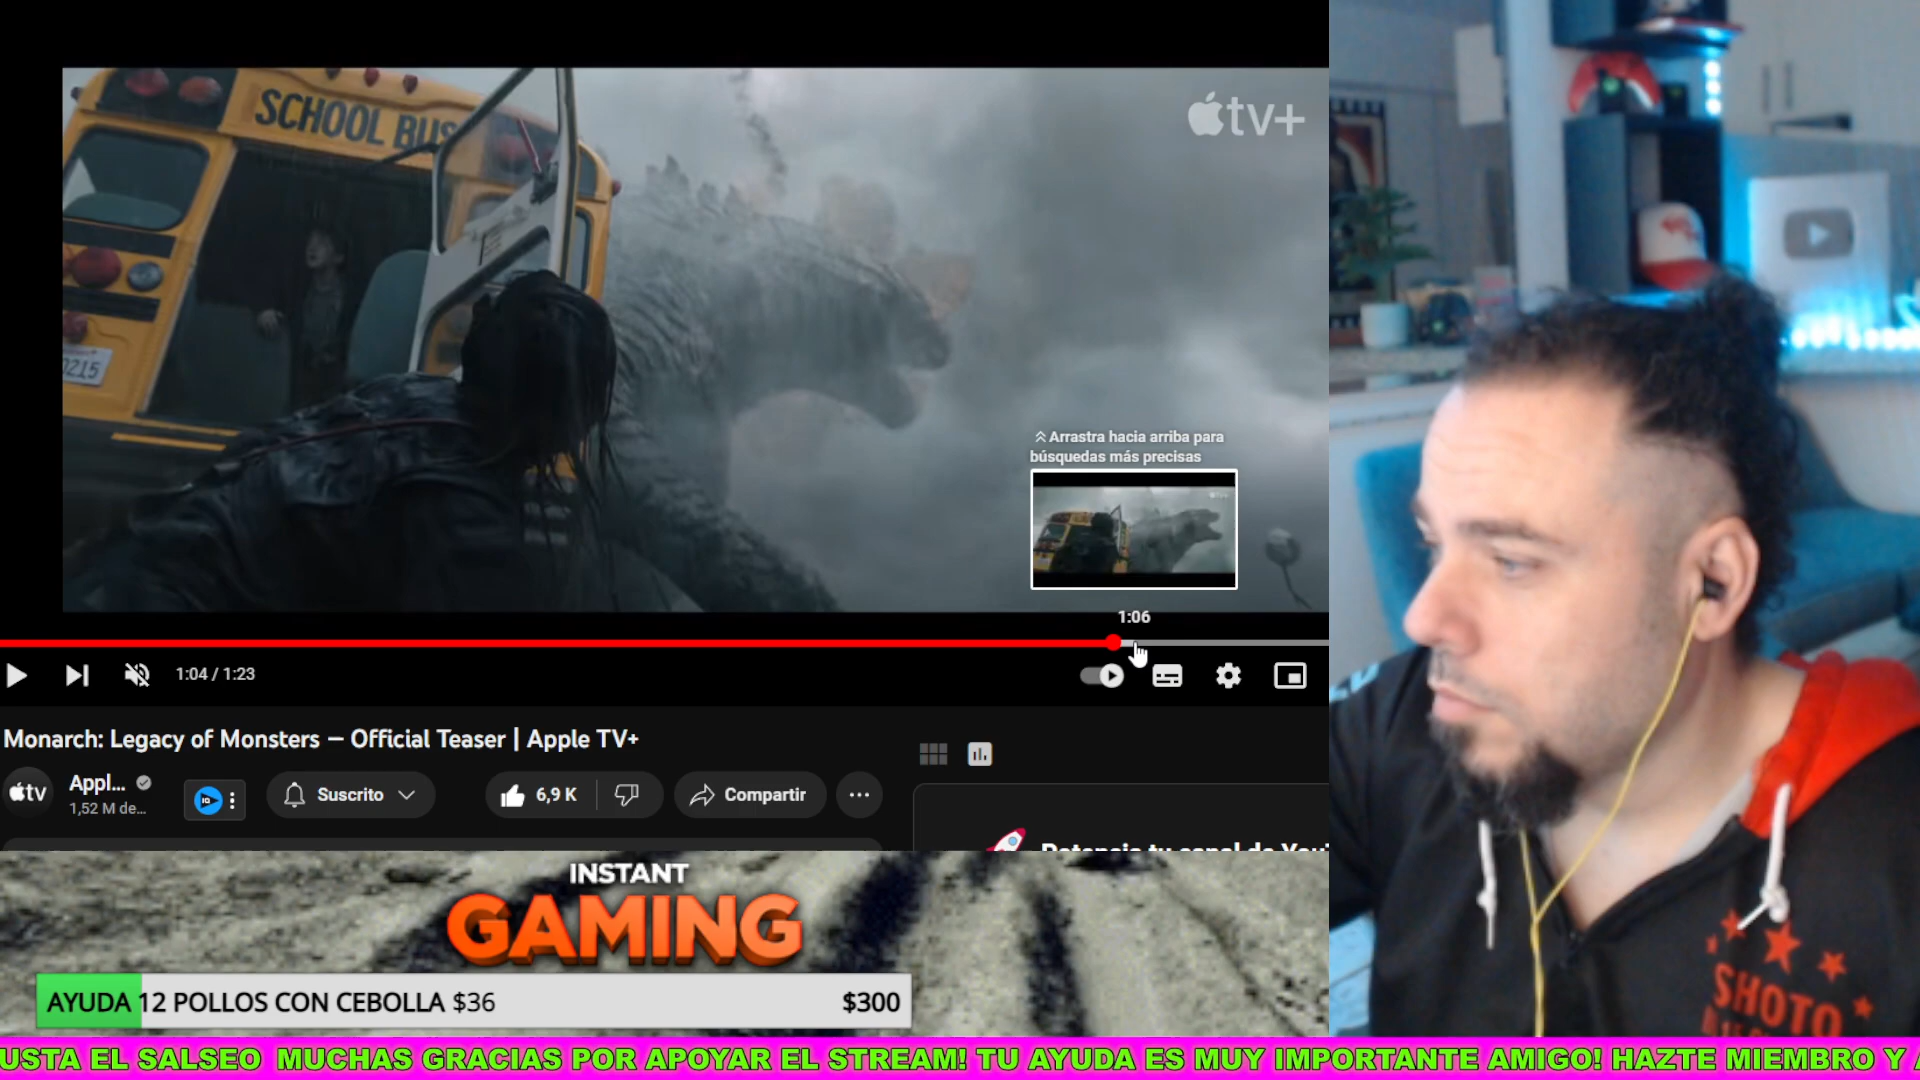 SCHOOL BUS
tv+
0215
Arrastra hacia arriba para
búsquedas más precisas
1:06
1:04 / 1:23
Monarch: Legacy of Monsters – Official Teaser | Apple TV+
tv
Appl...
1,52 M de...
Suscrito
6,9 K
Compartir
INSTANT
GAMING
AYUDA 12 POLLOS CON CEBOLLA $36
$300
SHOTO
USTA EL SALSEO MUCHAS GRACIAS POR APOYAR EL STREAM! TU AYUDA ES MUY IMPORTANTE AMIGO! HAZTE MIEMBRO Y